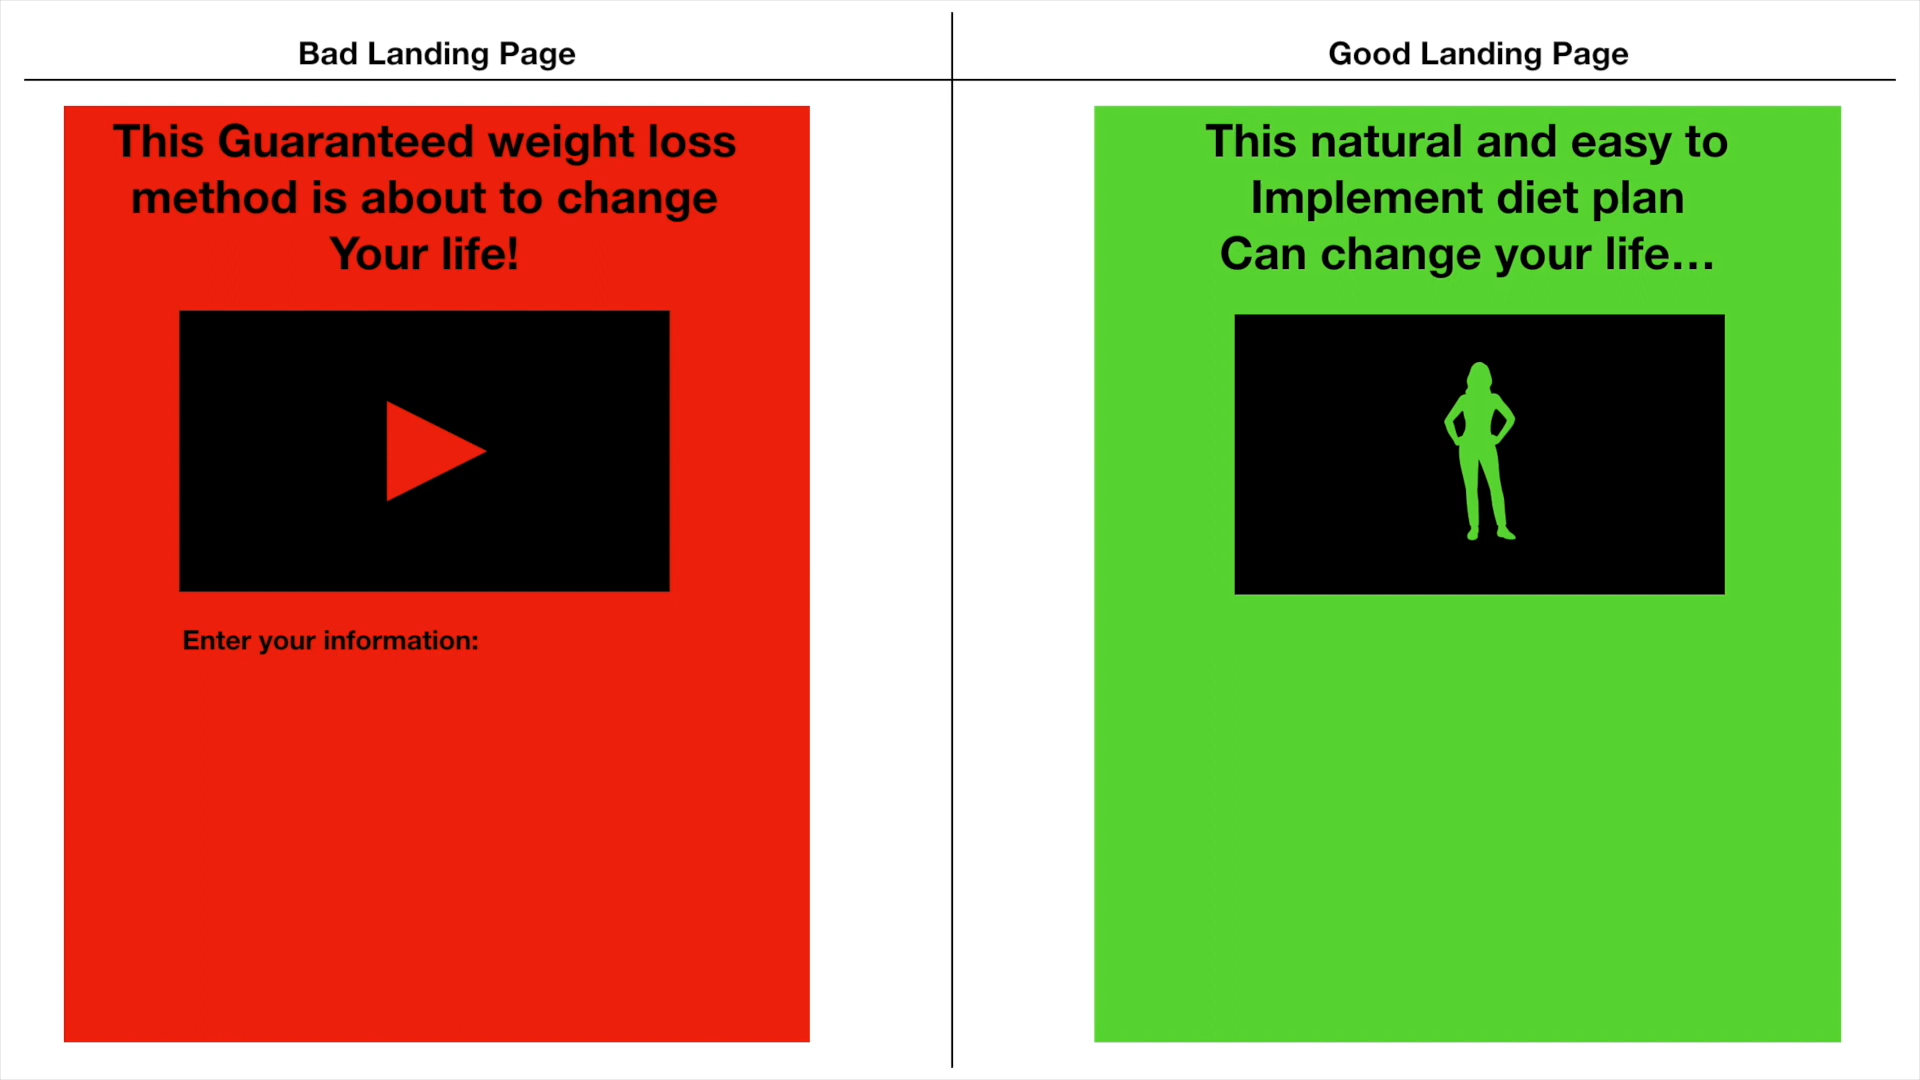 Bad Landing Page
This Guaranteed weight loss
method is about to change
Your life!
Enter your information:
Good Landing Page
This natural and easy to
Implement diet plan
Can change your life…